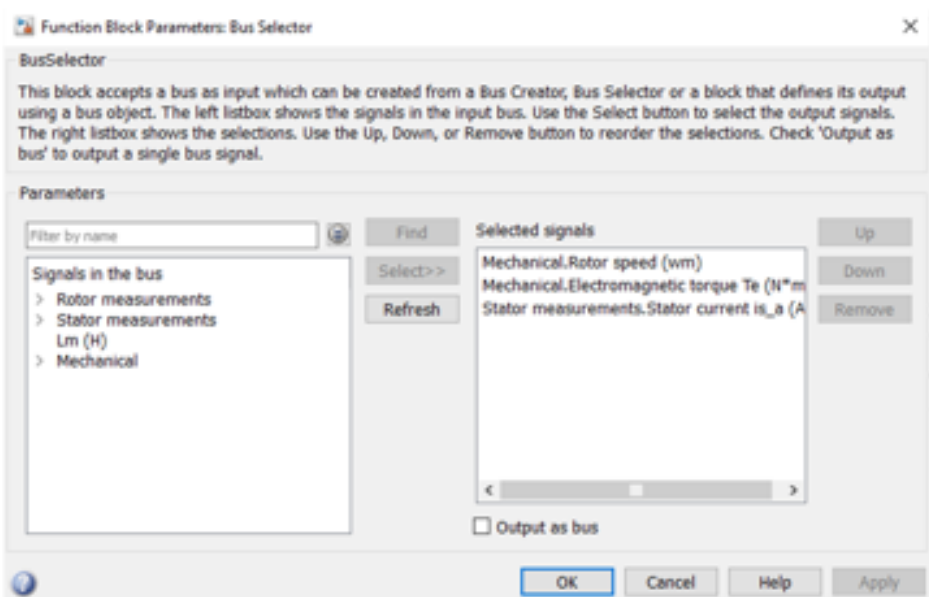 Function Block Parameters: Bus Selector
BusSelector
This block accepts a bus as input which can be created from a Bus Creator, Bus Selector or a block that defines its output
using a bus object. The left listbox shows the signals in the input bus. Use the Select button to select the output signals.
The right listbox shows the selections. Use the Up, Down, or Remove button to reorder the selections. Check 'Output as
bus' to output a single bus signal.
Parameters
Filter by name
Find
Selected signals
Up
Signals in the bus
Select>>
Mechanical.Rotor speed (wm)
Down
> Rotor measurements
Mechanical.Electromagnetic torque Te (N*m
> Stator measurements
Refresh
Stator measurements.Stator current is_a (A
Remove
Lm (H)
> Mechanical
Output as bus
OK
Cancel
Help
Apply